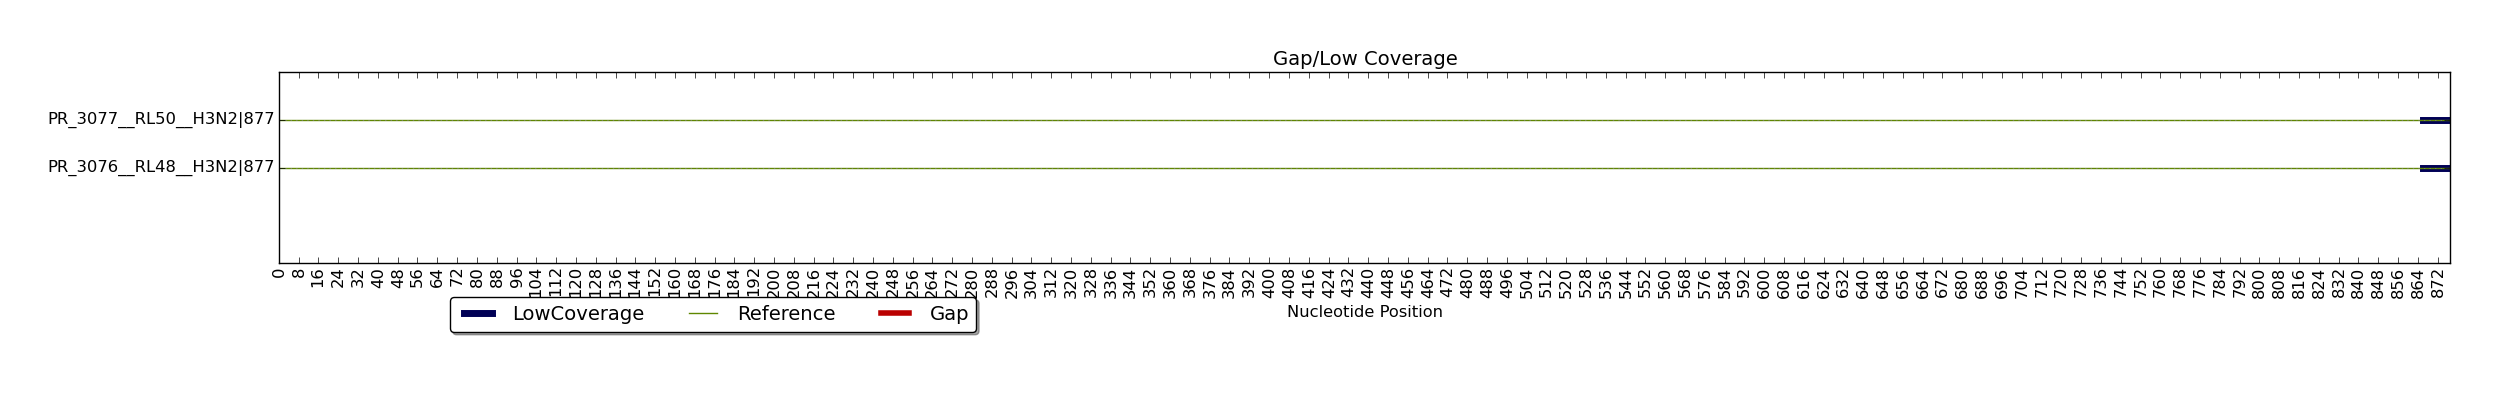 Gap/Low Coverage
PR_3077__RL50__H3N2|877
PR_3076__RL48__H3N2|877
0 8 16 24 32 40 48 56 64 72 80 88 96 104 112 120 128 136 144 152 160 168 176 184 192 200 208 216 224 232 240 248 256 264 272 280 288 296 304 312 320 328 336 344 352 360 368 376 384 392 400 408 416 424 432 440 448 456 464 472 480 488 496 504 512 520 528 536 544 552 560 568 576 584 592 600 608 616 624 632 640 648 656 664 672 680 688 696 704 712 720 728 736 744 752 760 768 776 784 792 800 808 816 824 832 840 848 856 864 872
LowCoverage Reference Gap
Nucleotide Position